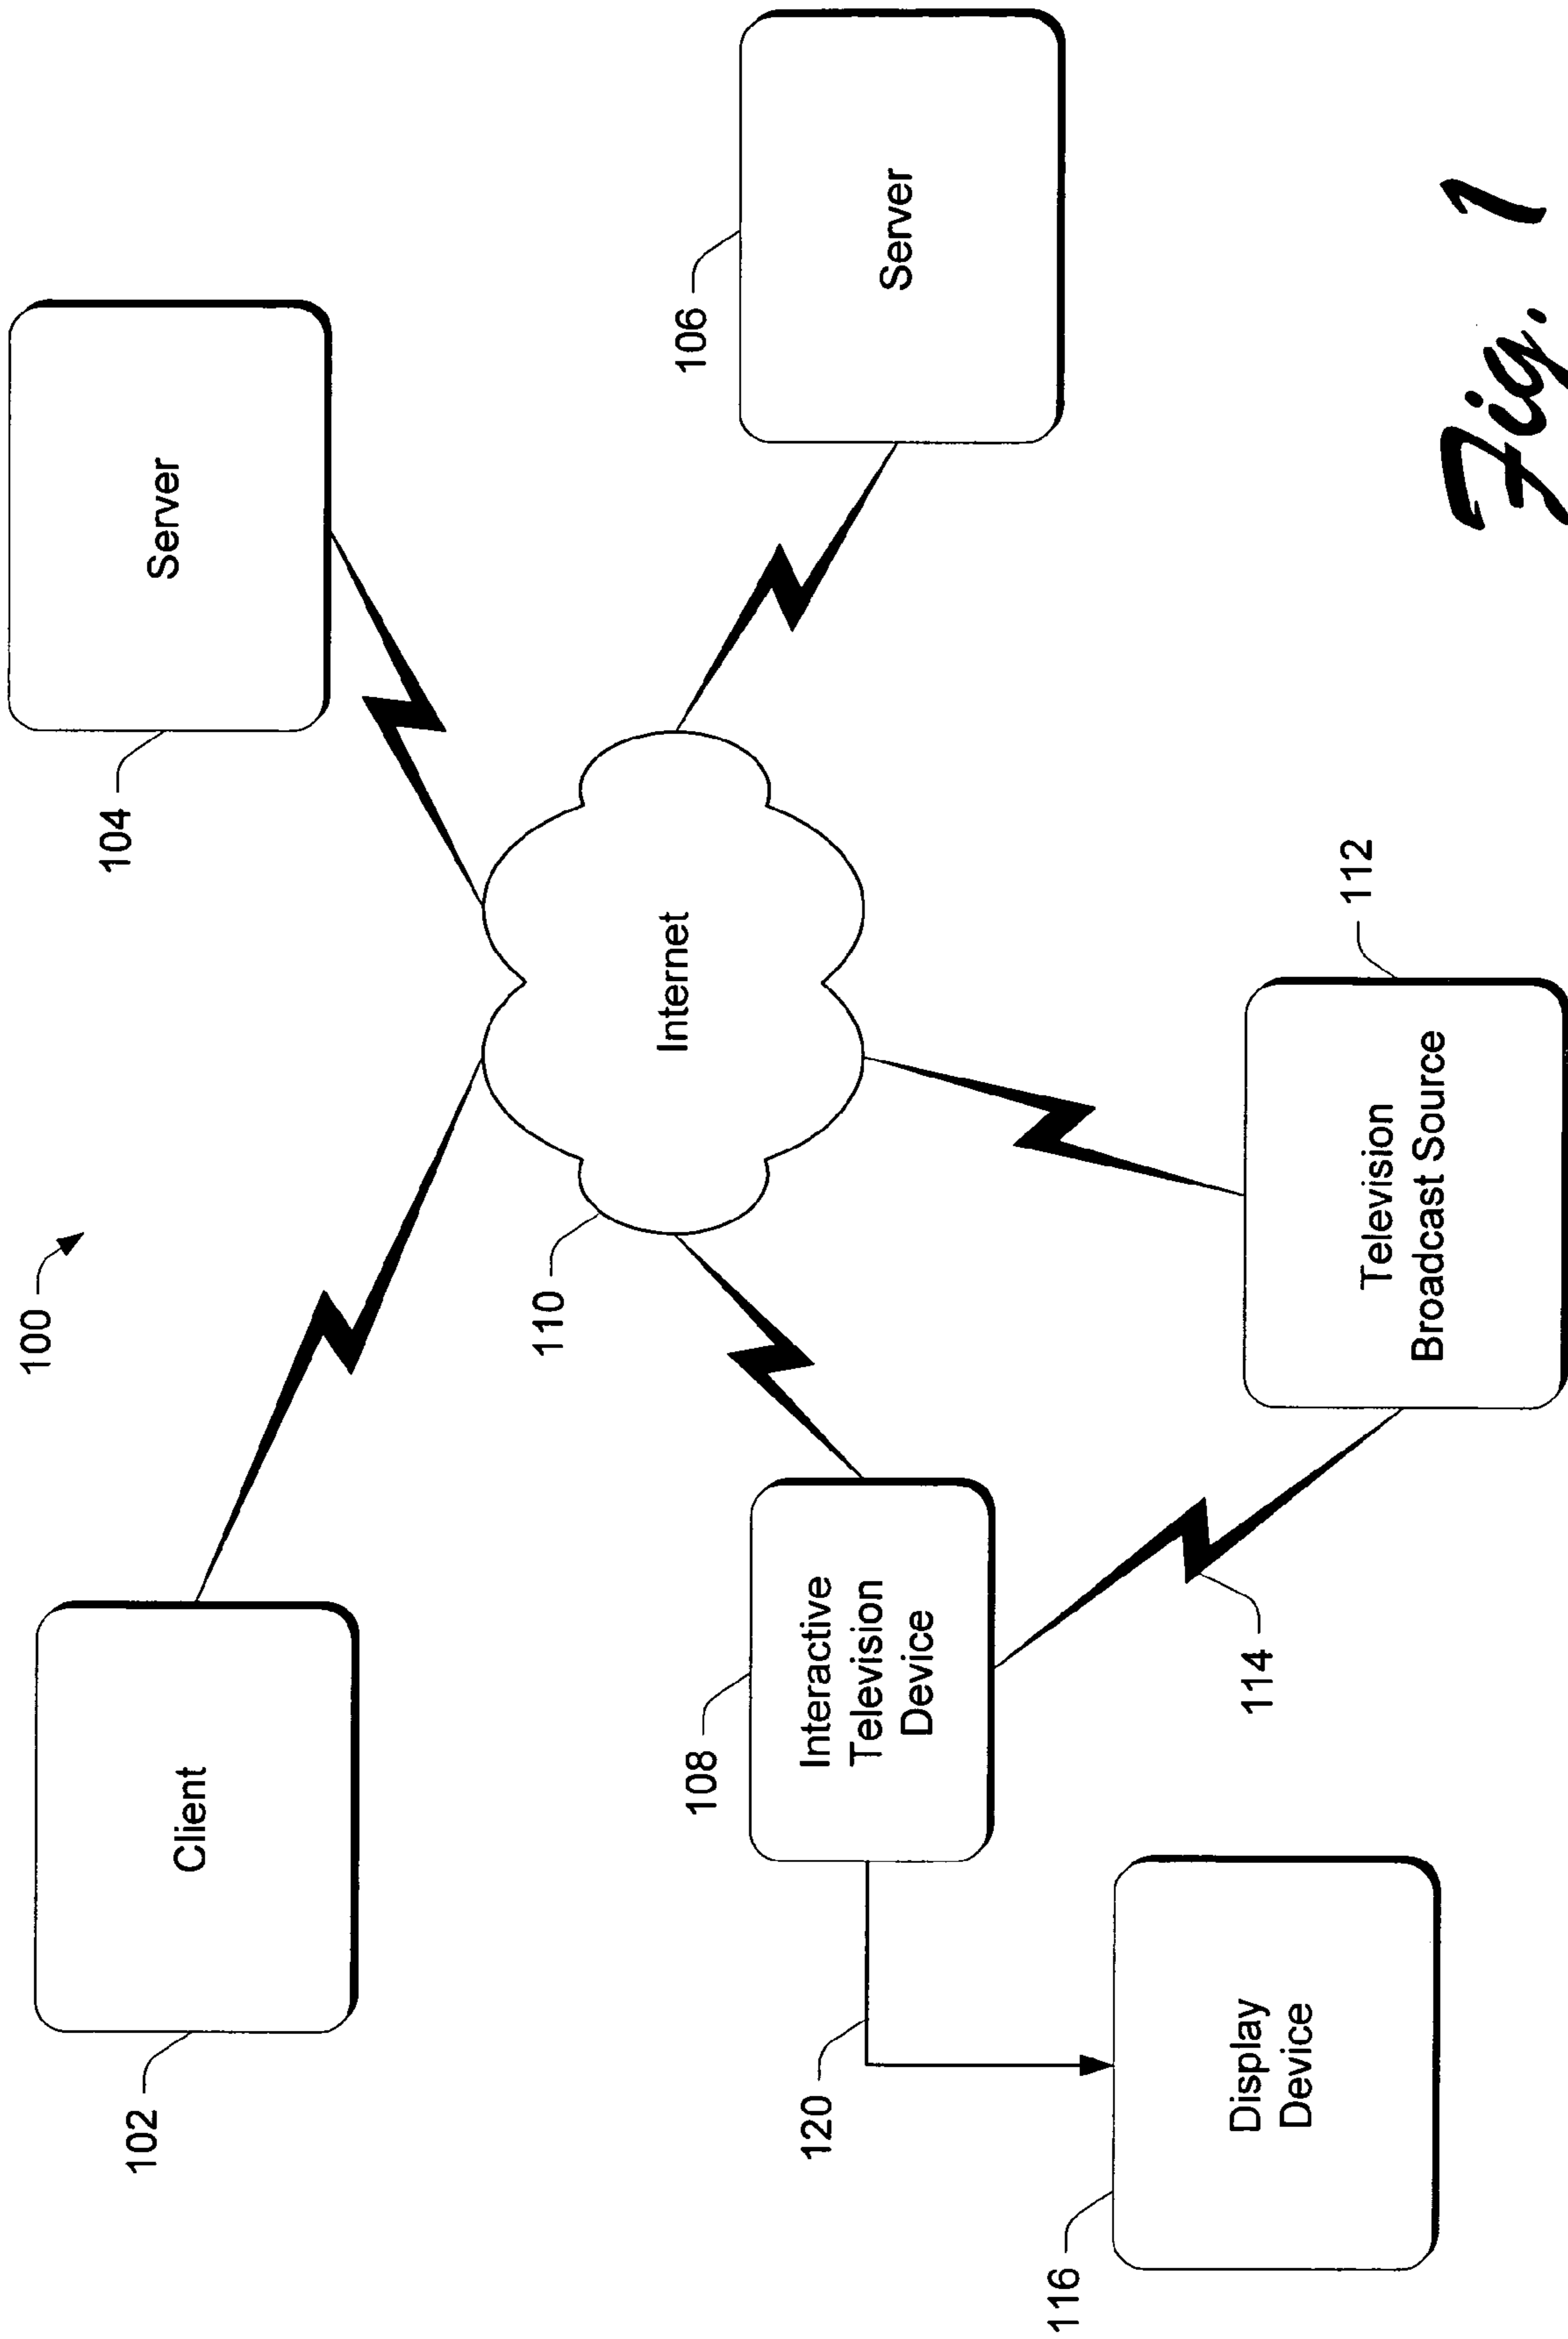 100
102
Client
104
Server
110
Internet
106
Server
108
Interactive
Television
Device
120
116
Display
Device
114
112
Television
Broadcast Source
Fig. 1